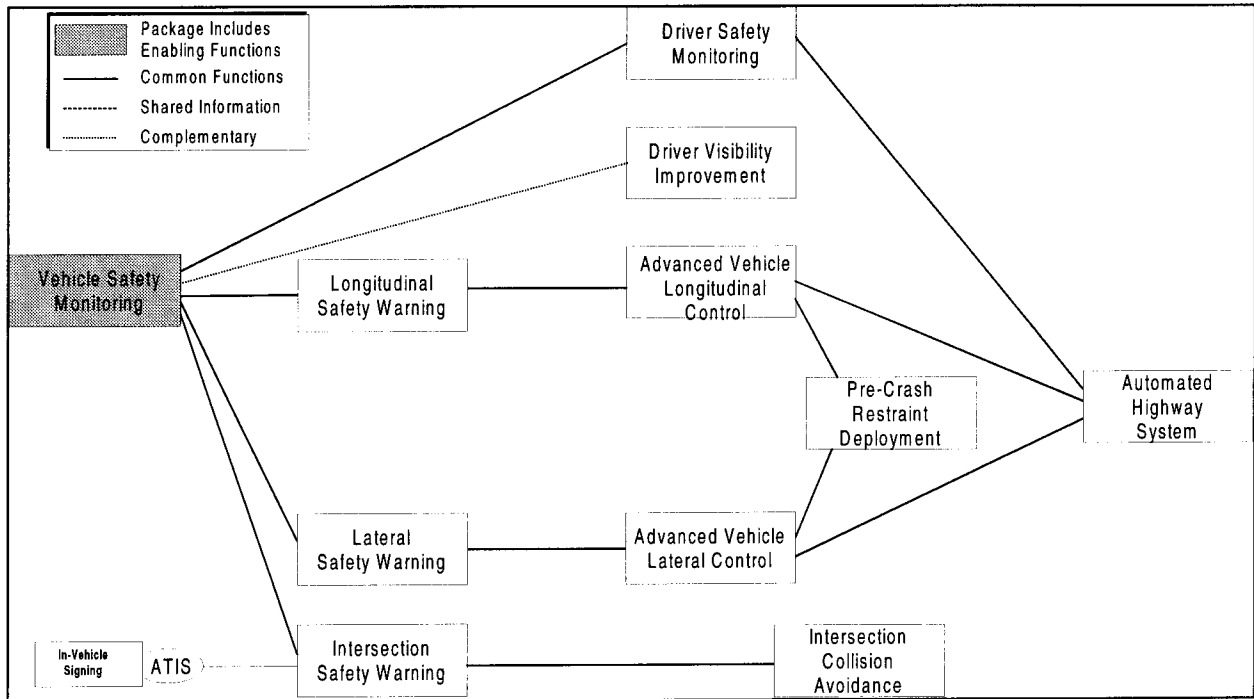 Package Includes
Enabling Functions
Common Functions
Shared Information
Complementary
Driver Safety
Monitoring
Driver Visibility
Improvement
Vehicle Safety
Monitoring
Longitudinal
Safety Warning
Advanced Vehicle
Longitudinal
Control
Pre-Crash
Restraint
Deployment
Automated
Highway
System
Lateral
Safety Warning
Advanced Vehicle
Lateral Control
In-Vehicle
Signing
ATIS
Intersection
Safety Warning
Intersection
Collision
Avoidance